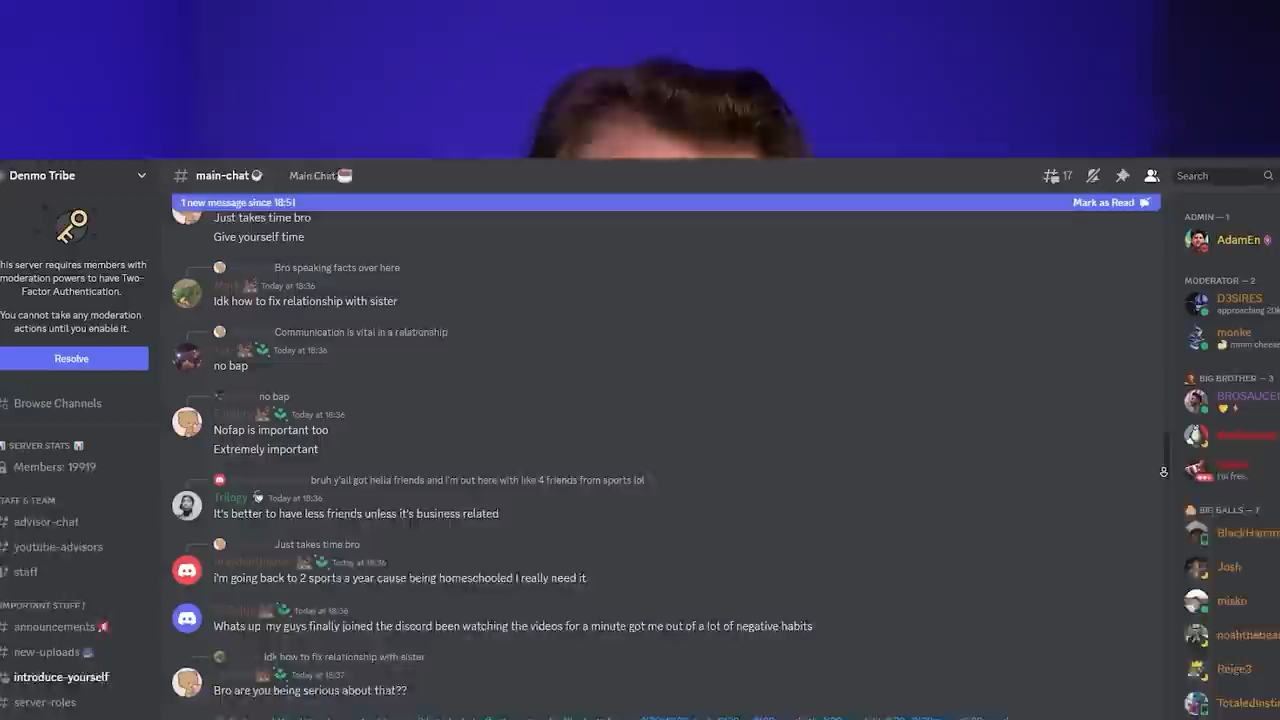 Denmo Tribe
main-chat
Main Chat
17
Search
1 new message since 18:51
Mark as Read
his server requires members with
moderation powers to have Two-
Factor Authentication.
You cannot take any moderation
actions until you enable it.
Resolve
Browse Channels
SERVER STATS
Members: 19919
TAFF & TEAM
advisor-chat
youtube-advisors
staff
IMPORTANT STUFF!
announcements
new-uploads
introduce-yourself
server-roles
Just takes time bro
Give yourself time
Bro speaking facts over here
Today at 18:36
Idk how to fix relationship with sister
Communication is vital in a relationship
Today at 18:36
no bap
no bap
Today at 18:36
Nofap is important too
Extremely important
bruh y'all got hella friends and I'm out here with like 4 friends from sports lol
Trilogy Today at 18:36
It's better to have less friends unless it's business related
Just takes time bro
Today at 18:36
i'm going back to 2 sports a year cause being homeschooled I really need it
Today at 18:36
Whats up my guys finally joined the discord been watching the videos for a minute got me out of a lot of negative habits
Idk how to fix relationship with sister
Today at 18:37
Bro are you being serious about that??
ADMIN — 1
AdamEn
MODERATOR — 2
D3SIRES
approaching 20k
monke
mmm cheese
BIG BROTHER — 3
BROSAUCE
I'm free.
BIG BALLS — 7
Josh
misko
Reige3